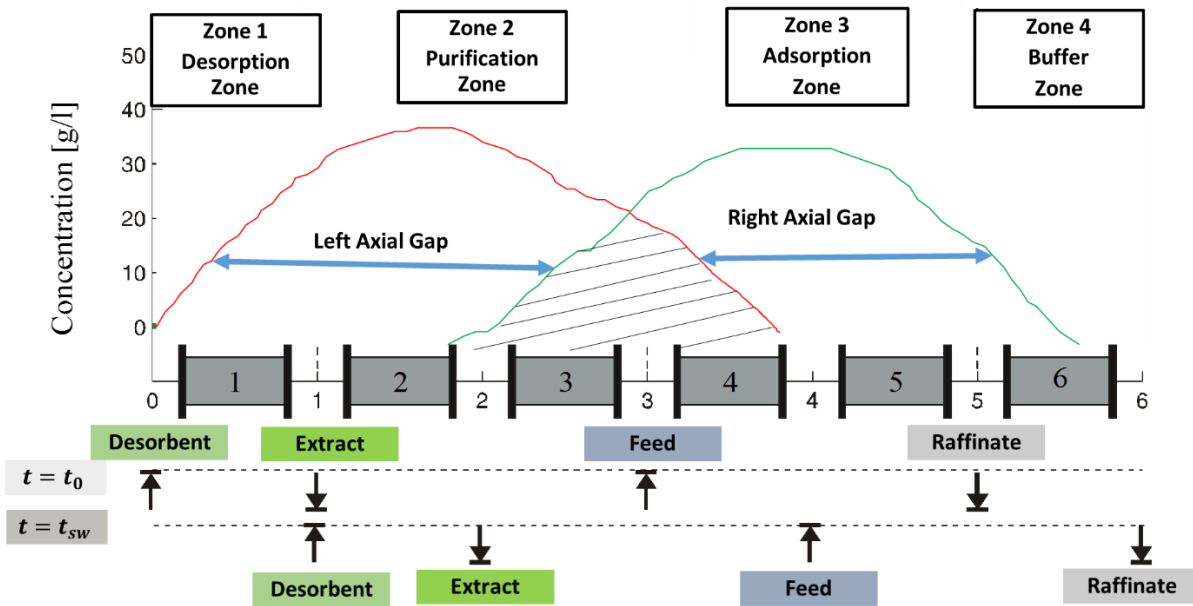 Zone 1
Desorption
Zone
Zone 2
Purification
Zone
Zone 3
Adsorption
Zone
Zone 4
Buffer
Zone
Concentration [g/l]
50
40
30
20
10
0
Left Axial Gap
Right Axial Gap
1
2
3
4
5
6
0 1 2 3 4 5 6
Desorbent Extract Feed Raffinate
t = t₀
t = tₛw
Desorbent Extract Feed Raffinate